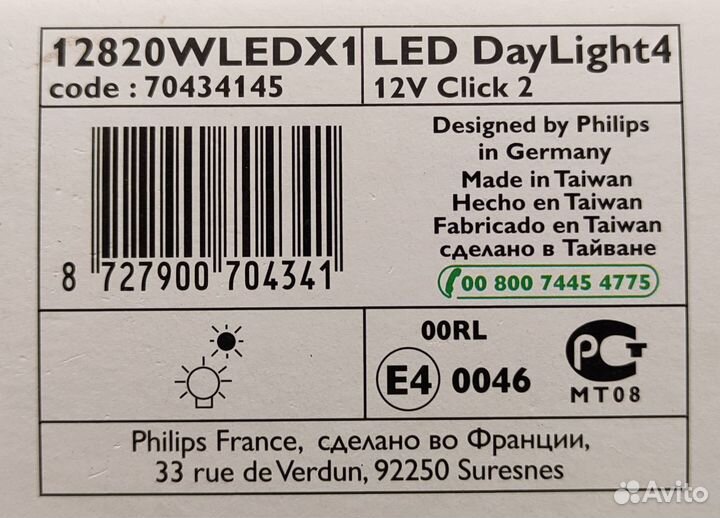 12820WLEDX1
code : 70434145
LED DayLight4
12V Click 2
8 727900 704341
Designed by Philips
in Germany
Made in Taiwan
Hecho en Taiwan
Fabricado en Taiwan
сделано в Тайване
00 800 7445 4775
00RL
E4 0046
РСТ
MT08
Philips France, сделано во Франции,
33 rue de Verdun, 92250 Suresnes
Avito